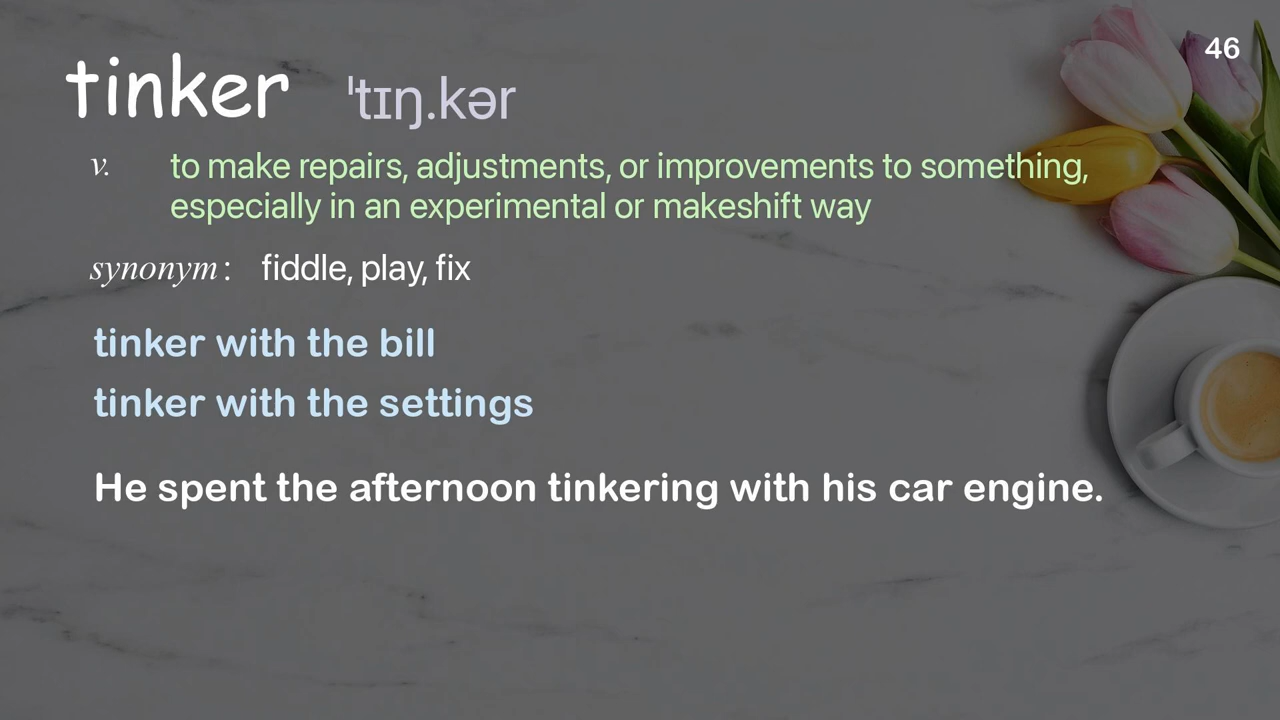 46
tinker ˈtɪŋ.kər
v. to make repairs, adjustments, or improvements to something,
especially in an experimental or makeshift way
synonym: fiddle, play, fix
tinker with the bill
tinker with the settings
He spent the afternoon tinkering with his car engine.